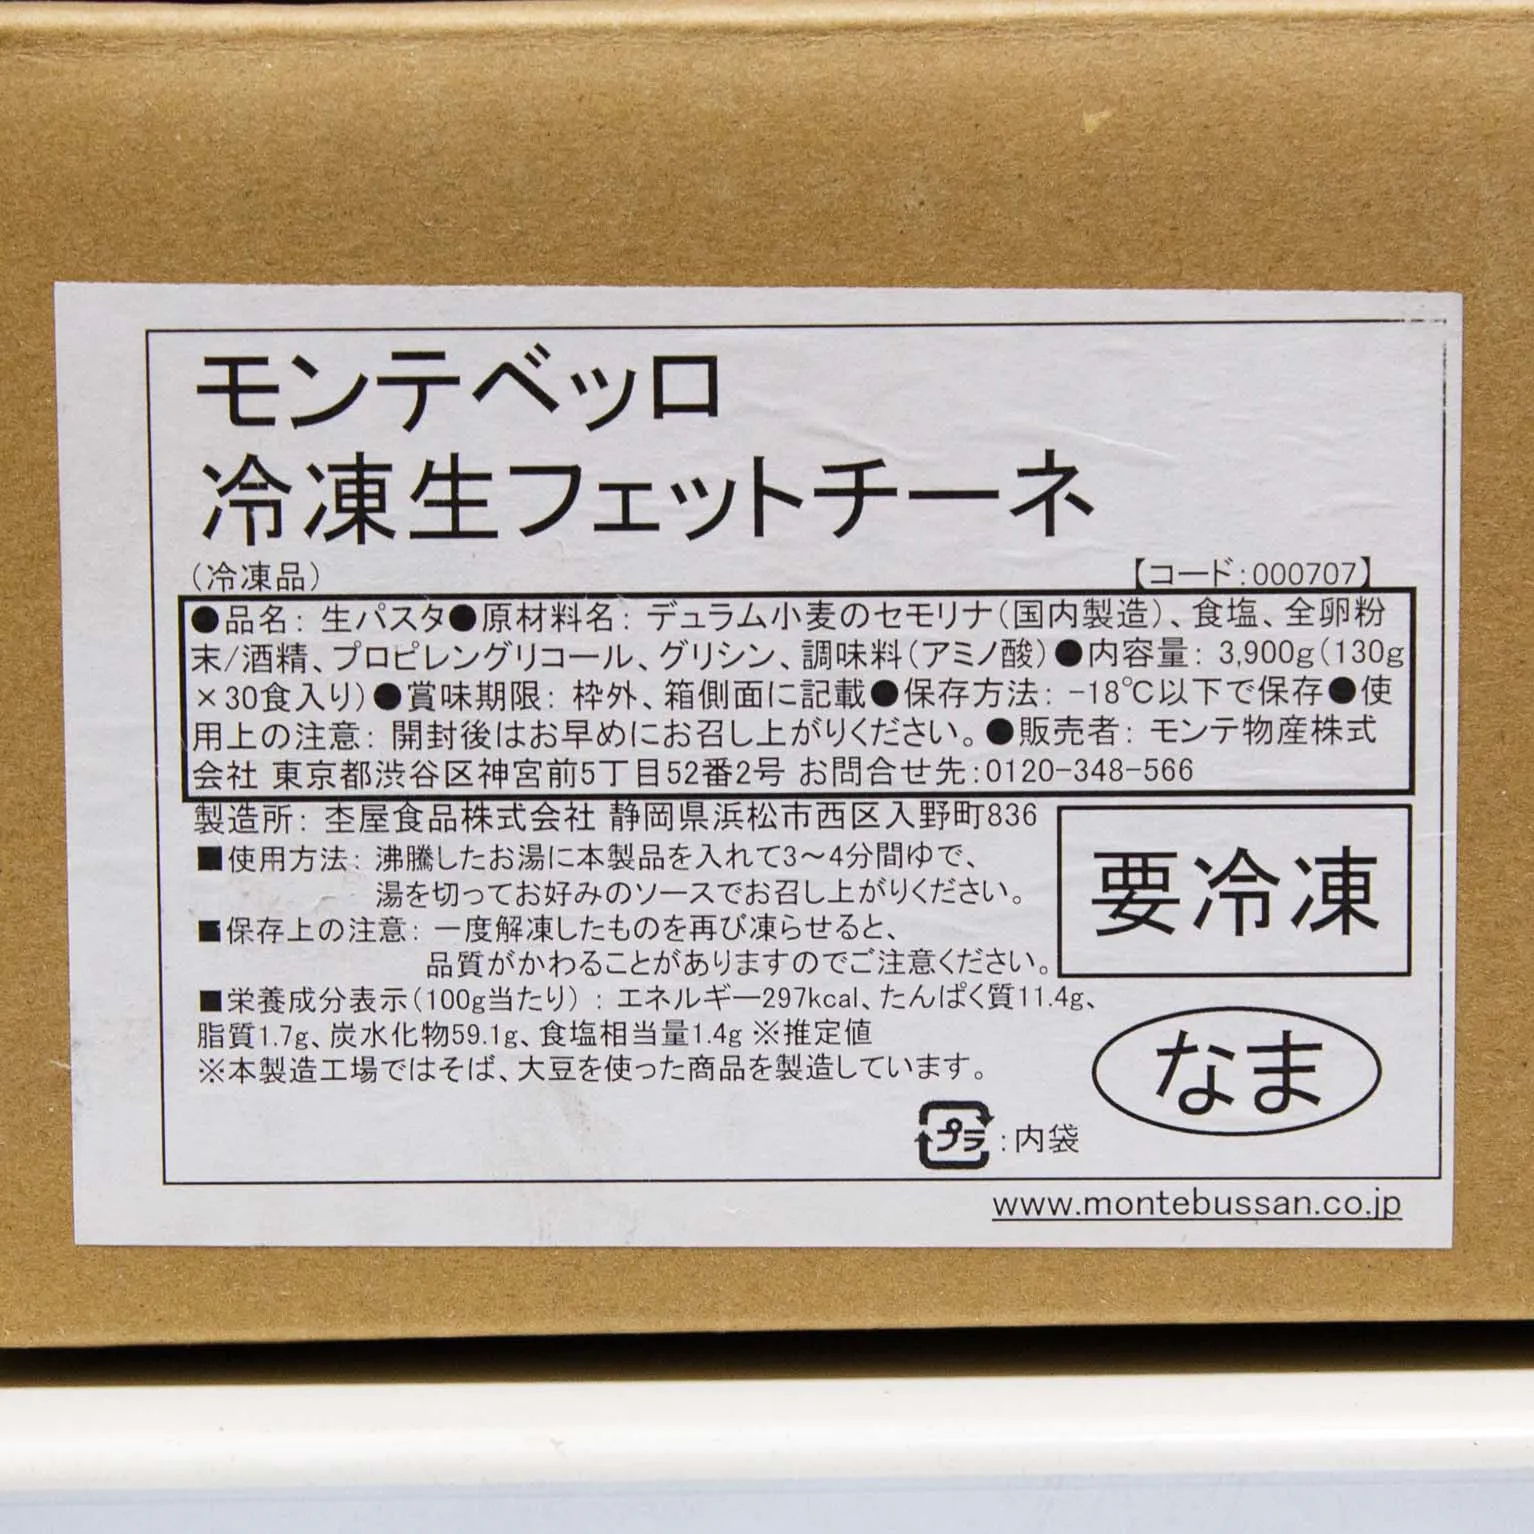 モンテベッロ
冷凍生フェットチーネ
（冷凍品）
【コード：000707】
●品名： 生パスタ●原材料名： デュラム小麦のセモリナ（国内製造）、食塩、全卵粉
末/酒精、プロピレングリコール、グリシン、調味料（アミノ酸）●内容量： 3,900g（130g
×30食入り）●賞味期限： 枠外、箱側面に記載●保存方法： -18℃以下で保存●使
用上の注意： 開封後はお早めにお召し上がりください。●販売者： モンテ物産株式
会社 東京都渋谷区神宮前5丁目52番2号 お問合せ先：0120-348-566
製造所： 杢屋食品株式会社 静岡県浜松市西区入野町836
■使用方法： 沸騰したお湯に本製品を入れて3～4分間ゆで、
湯を切ってお好みのソースでお召し上がりください。
■保存上の注意： 一度解凍したものを再び凍らせると、
品質がかわることがありますのでご注意ください。
要冷凍
■栄養成分表示（100g当たり）： エネルギー297kcal、たんぱく質11.4g、
脂質1.7g、炭水化物59.1g、食塩相当量1.4g ※推定値
※本製造工場ではそば、大豆を使った商品を製造しています。
なま
プラ：内袋
www.montebussan.co.jp